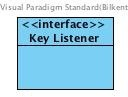 Visual Paradigm Standard(Bilkent
<<interface>>
Key Listener